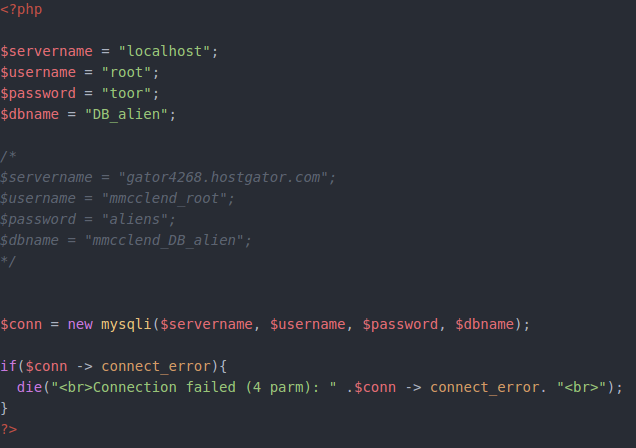 <?php
$servername = "localhost";
$username = "root";
$password = "toor";
$dbname = "DB_alien";
/*
$servername = "gator4268.hostgator.com";
$username = "mmcclend_root";
$password = "aliens";
$dbname = "mmcclend_DB_alien";
*/
$conn = new mysqli($servername, $username, $password, $dbname);
if($conn -> connect_error){
  die("<br>Connection failed (4 parm): " .$conn -> connect_error. "<br>");
}
?>